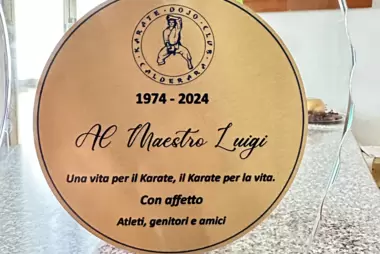 KARATE · DOJO · CLUB
CALDERARA
1974 - 2024
Al Maestro Luigi
Una vita per il Karate, il Karate per la vita.
Con affetto
Atleti, genitori e amici